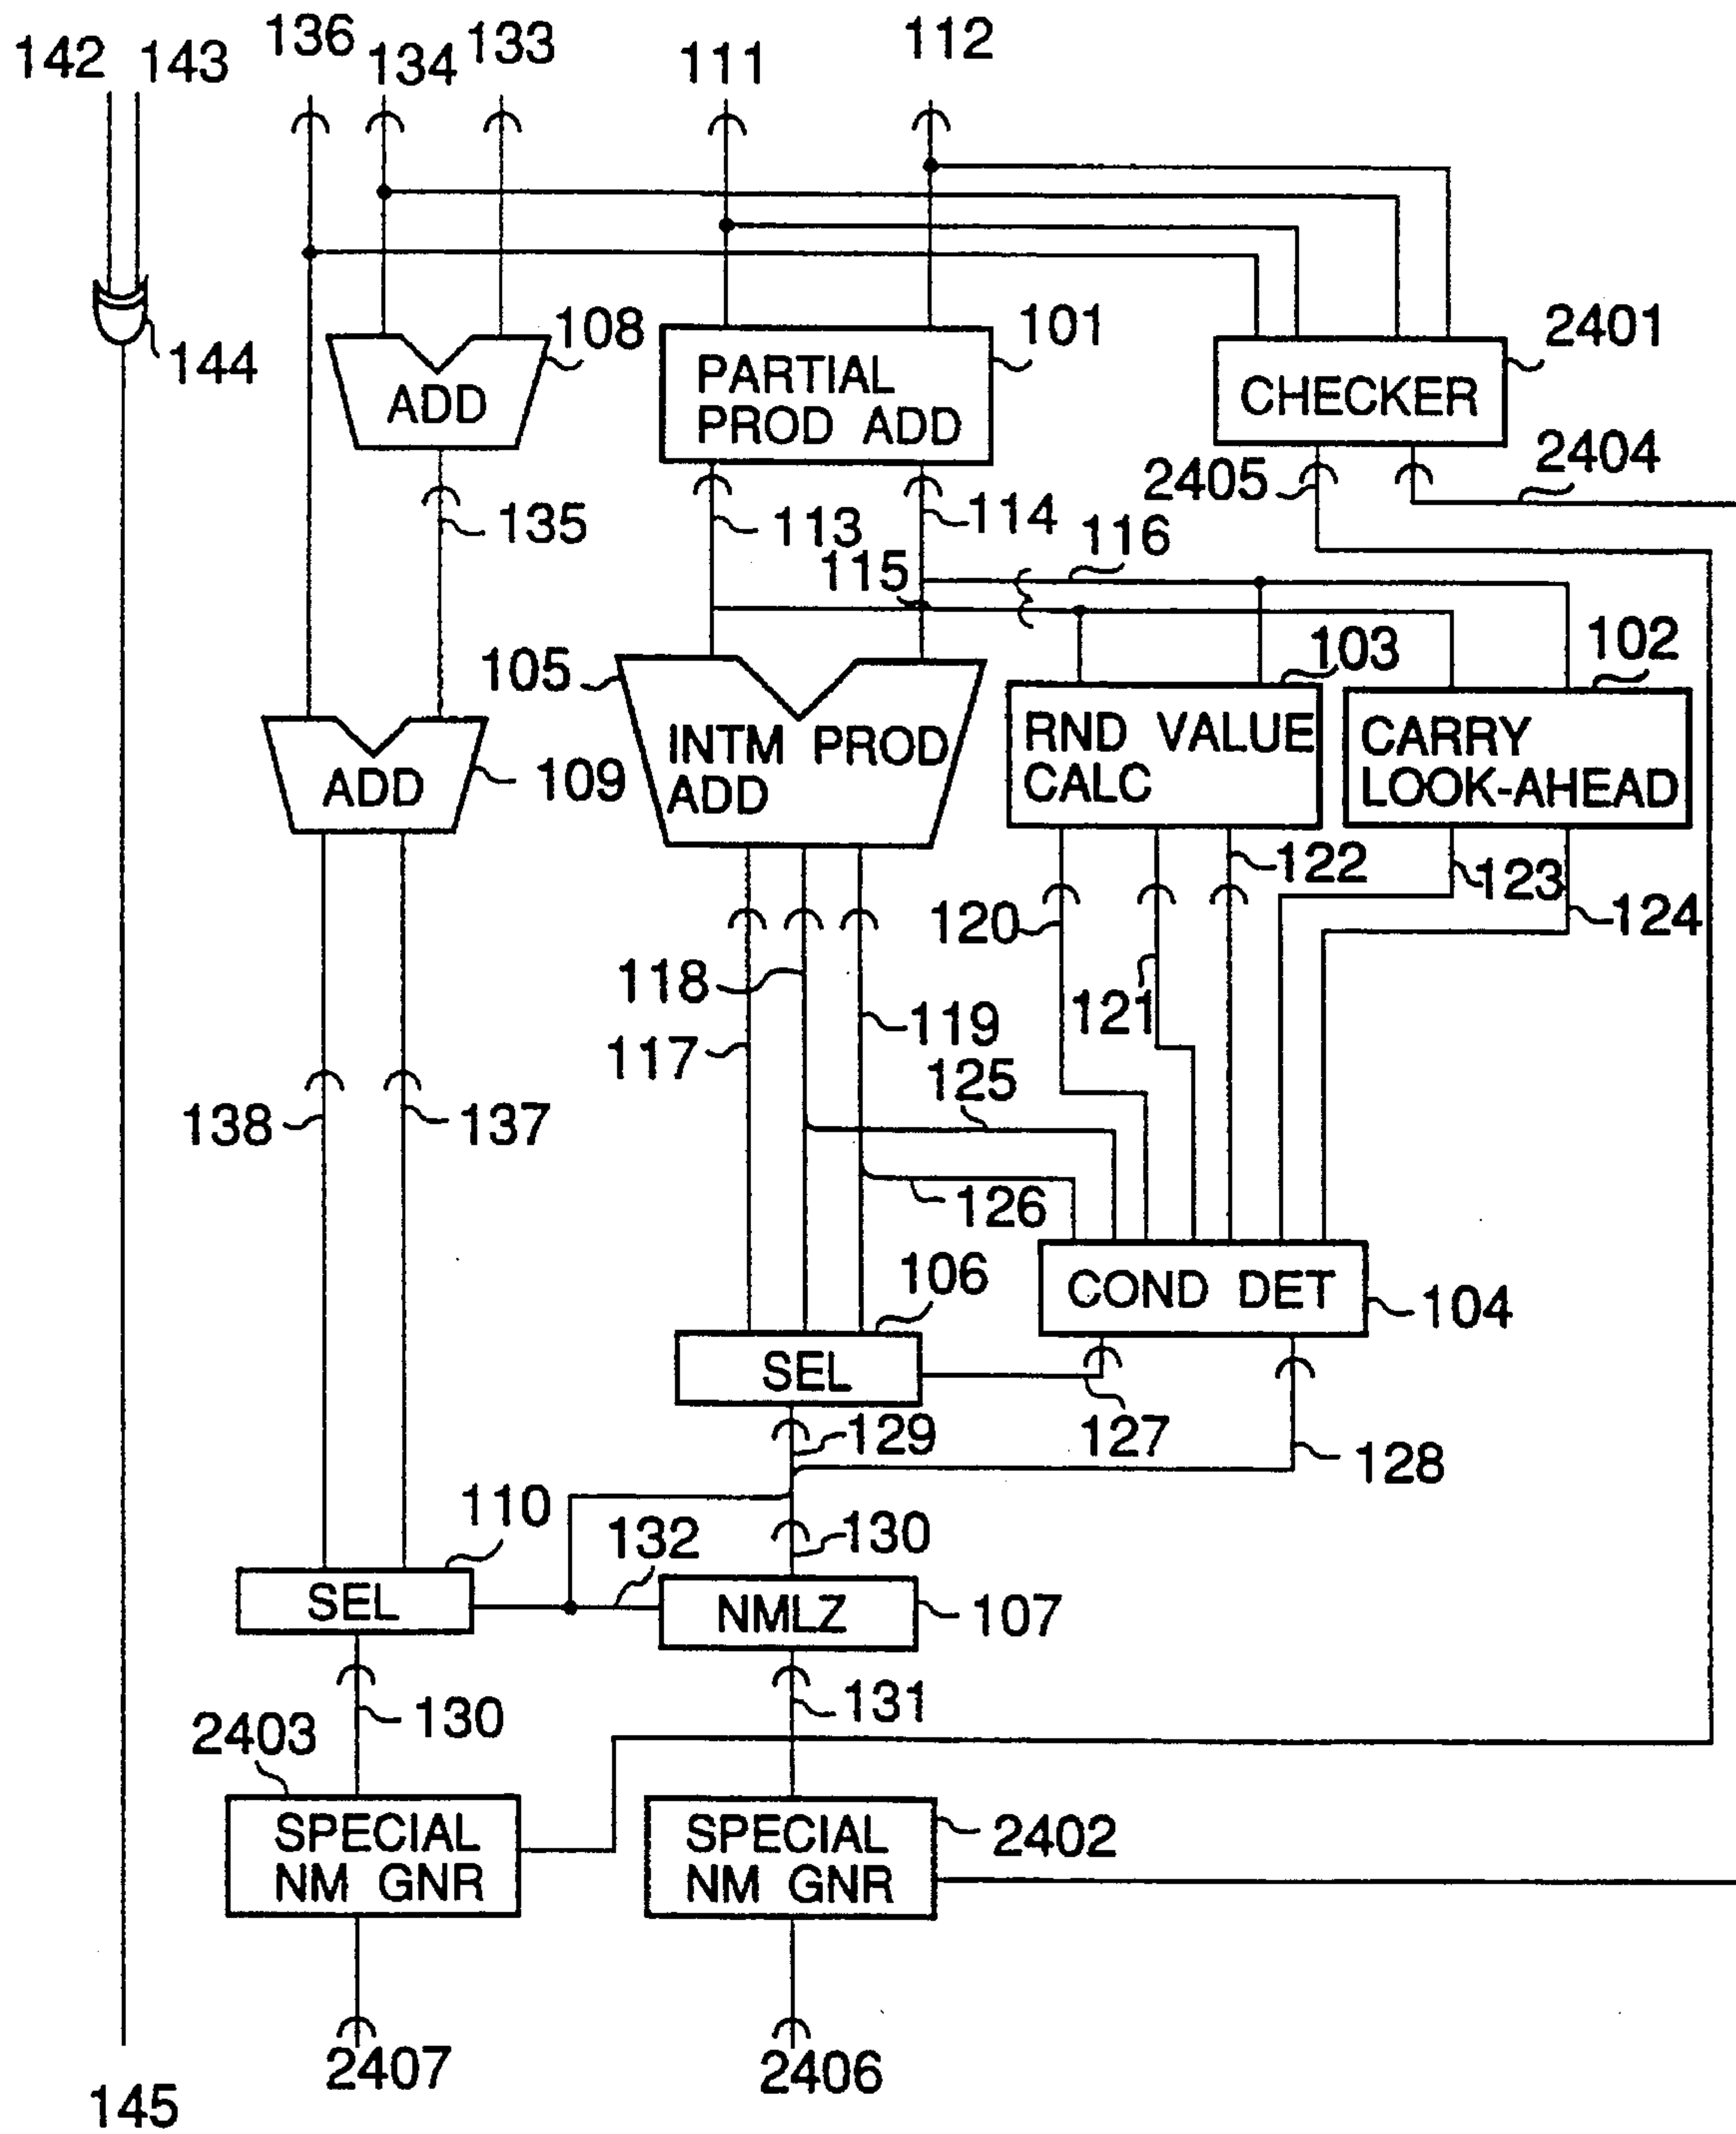 142
143
136
134
133
111
112
144
108
ADD
PARTIAL
PROD ADD
101
CHECKER
2401
2405
2404
135
113
114
115
116
105
INTM PROD
ADD
103
RND VALUE
CALC
102
CARRY
LOOK-AHEAD
ADD
109
120
122
123
124
118
121
117
119
125
138
137
126
106
COND DET
104
SEL
129
127
128
110
132
130
SEL
NMLZ
107
130
131
2403
SPECIAL
NM GNR
SPECIAL
NM GNR
2402
2407
2406
145